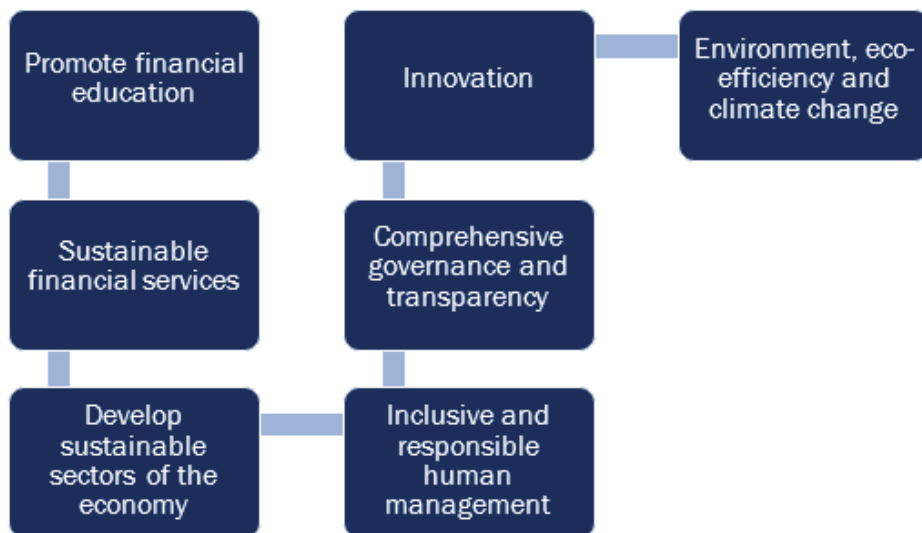 Promote financial
education
Sustainable
financial services
Develop
sustainable
sectors of the
economy
Inclusive and
responsible
human
management
Comprehensive
governance and
transparency
Innovation
Environment, eco-
efficiency and
climate change